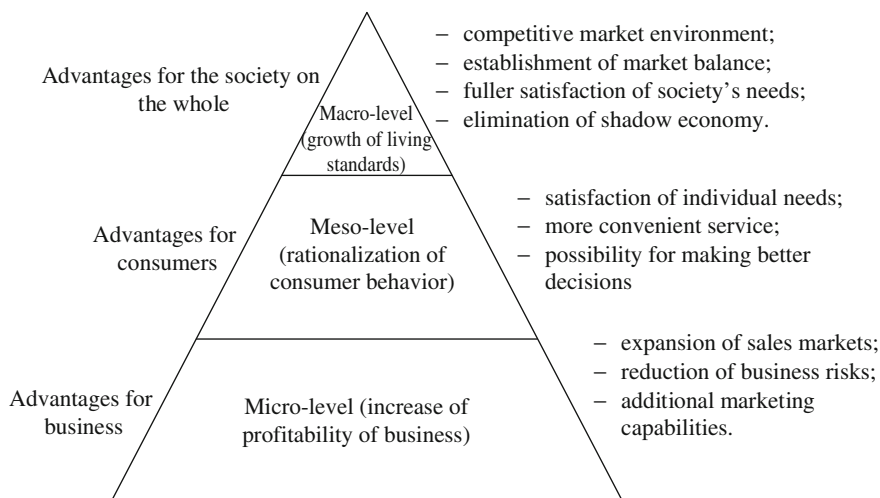 Advantages for the society on
the whole
Macro-level
(growth of living
standards)
– competitive market environment;
– establishment of market balance;
– fuller satisfaction of society's needs;
– elimination of shadow economy.
Advantages for
consumers
Meso-level
(rationalization of
consumer behavior)
– satisfaction of individual needs;
– more convenient service;
– possibility for making better
decisions
Advantages for
business
Micro-level (increase of
profitability of business)
– expansion of sales markets;
– reduction of business risks;
– additional marketing
capabilities.